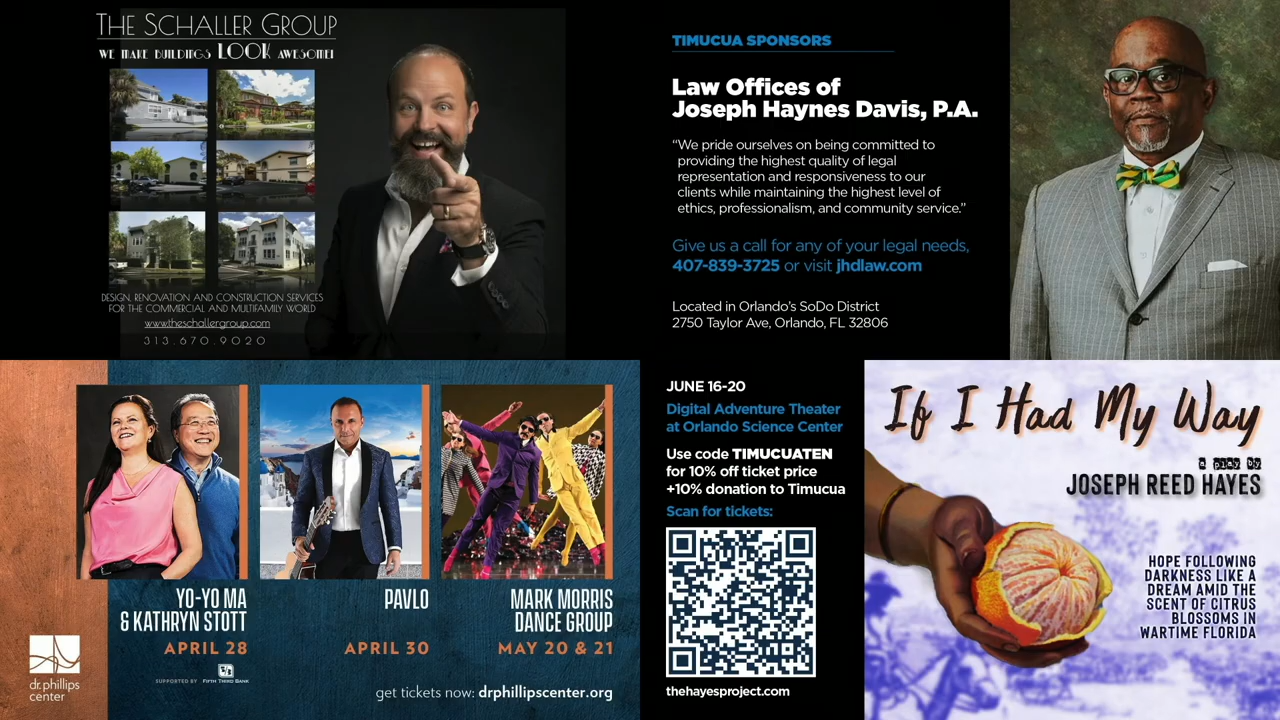 THE SCHALLER GROUP
WE MAKE BUILDINGS LOOK AWESOME!
DESIGN, RENOVATION AND CONSTRUCTION SERVICES
FOR THE COMMERCIAL AND MULTIFAMILY WORLD
www.theschallergroup.com
313.670.9020
TIMUCUA SPONSORS
Law Offices of
Joseph Haynes Davis, P.A.
“We pride ourselves on being committed to
providing the highest quality of legal
representation and responsiveness to our
clients while maintaining the highest level of
ethics, professionalism, and community service.”
Give us a call for any of your legal needs,
407-839-3725 or visit jhdlaw.com
Located in Orlando’s SoDo District
2750 Taylor Ave, Orlando, FL 32806
YO-YO MA
& KATHRYN STOTT
APRIL 28
SUPPORTED BY FIFTH THIRD BANK
PAVLO
APRIL 30
MARK MORRIS
DANCE GROUP
MAY 20 & 21
dr. phillips
center
get tickets now: drphillipscenter.org
JUNE 16-20
Digital Adventure Theater
at Orlando Science Center
Use code TIMUCUATEN
for 10% off ticket price
+10% donation to Timucua
Scan for tickets:
thehayesproject.com
If I Had My Way
a play by
JOSEPH REED HAYES
HOPE FOLLOWING
DARKNESS LIKE A
DREAM AMID THE
SCENT OF CITRUS
BLOSSOMS IN
WARTIME FLORIDA